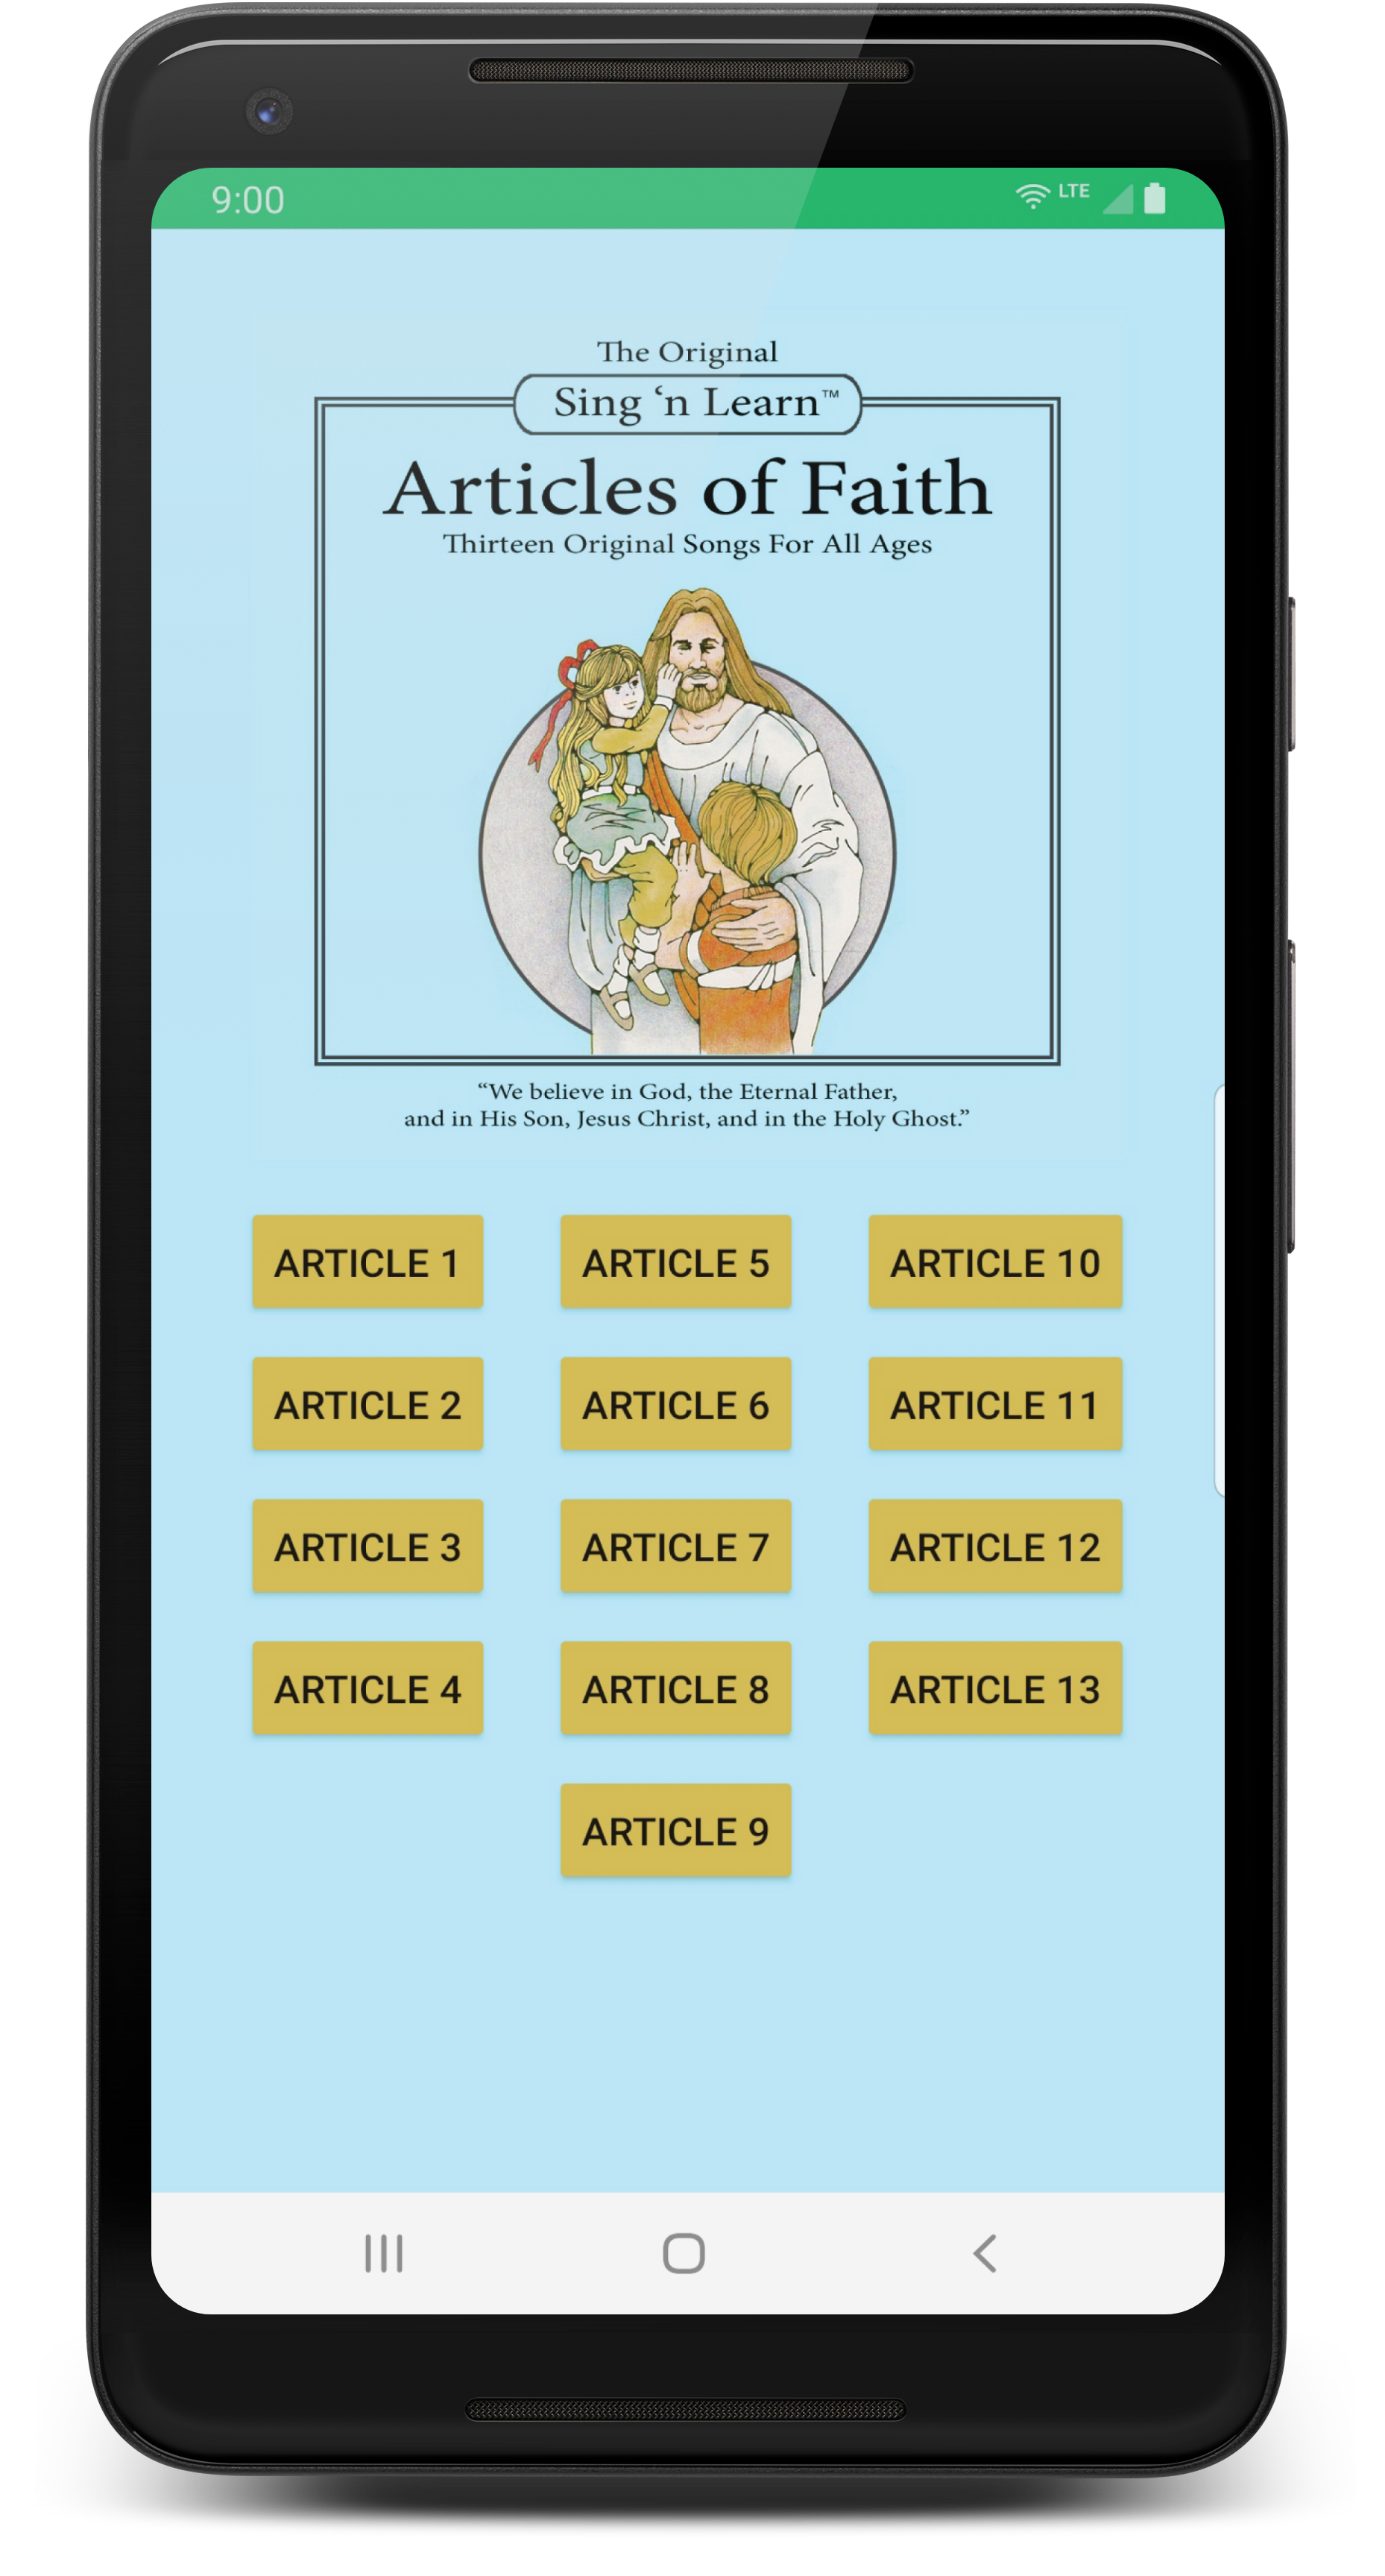 9:00 LTE
The Original
Sing ‘n Learn™
Articles of Faith
Thirteen Original Songs For All Ages
“We believe in God, the Eternal Father,
and in His Son, Jesus Christ, and in the Holy Ghost.”
ARTICLE 1 ARTICLE 5 ARTICLE 10
ARTICLE 2 ARTICLE 6 ARTICLE 11
ARTICLE 3 ARTICLE 7 ARTICLE 12
ARTICLE 4 ARTICLE 8 ARTICLE 13
ARTICLE 9